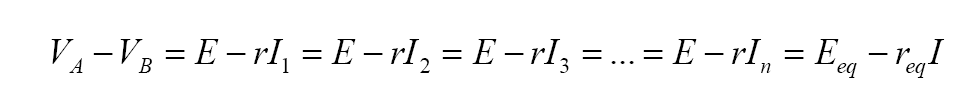 V_A − V_B = E − rI_1 = E − rI_2 = E − rI_3 = ... = E − rI_n = E_eq − r_eq I